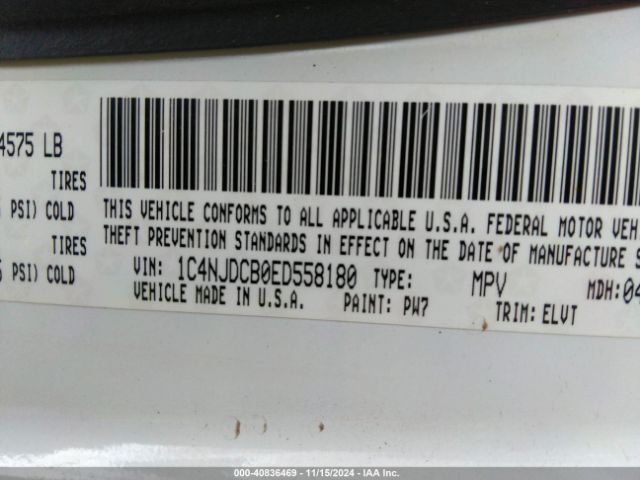 4575 LB
TIRES
PSI) COLD
TIRES
PSI) COLD
THIS VEHICLE CONFORMS TO ALL APPLICABLE U.S.A. FEDERAL MOTOR VEH
THEFT PREVENTION STANDARDS IN EFFECT ON THE DATE OF MANUFACTURE S
VIN: 1C4NJDCB0ED558180 TYPE: MPV MDH:04
VEHICLE MADE IN U.S.A. PAINT: PW7 TRIM: ELVT
000-40836469 - 11/15/2024 - IAA Inc.